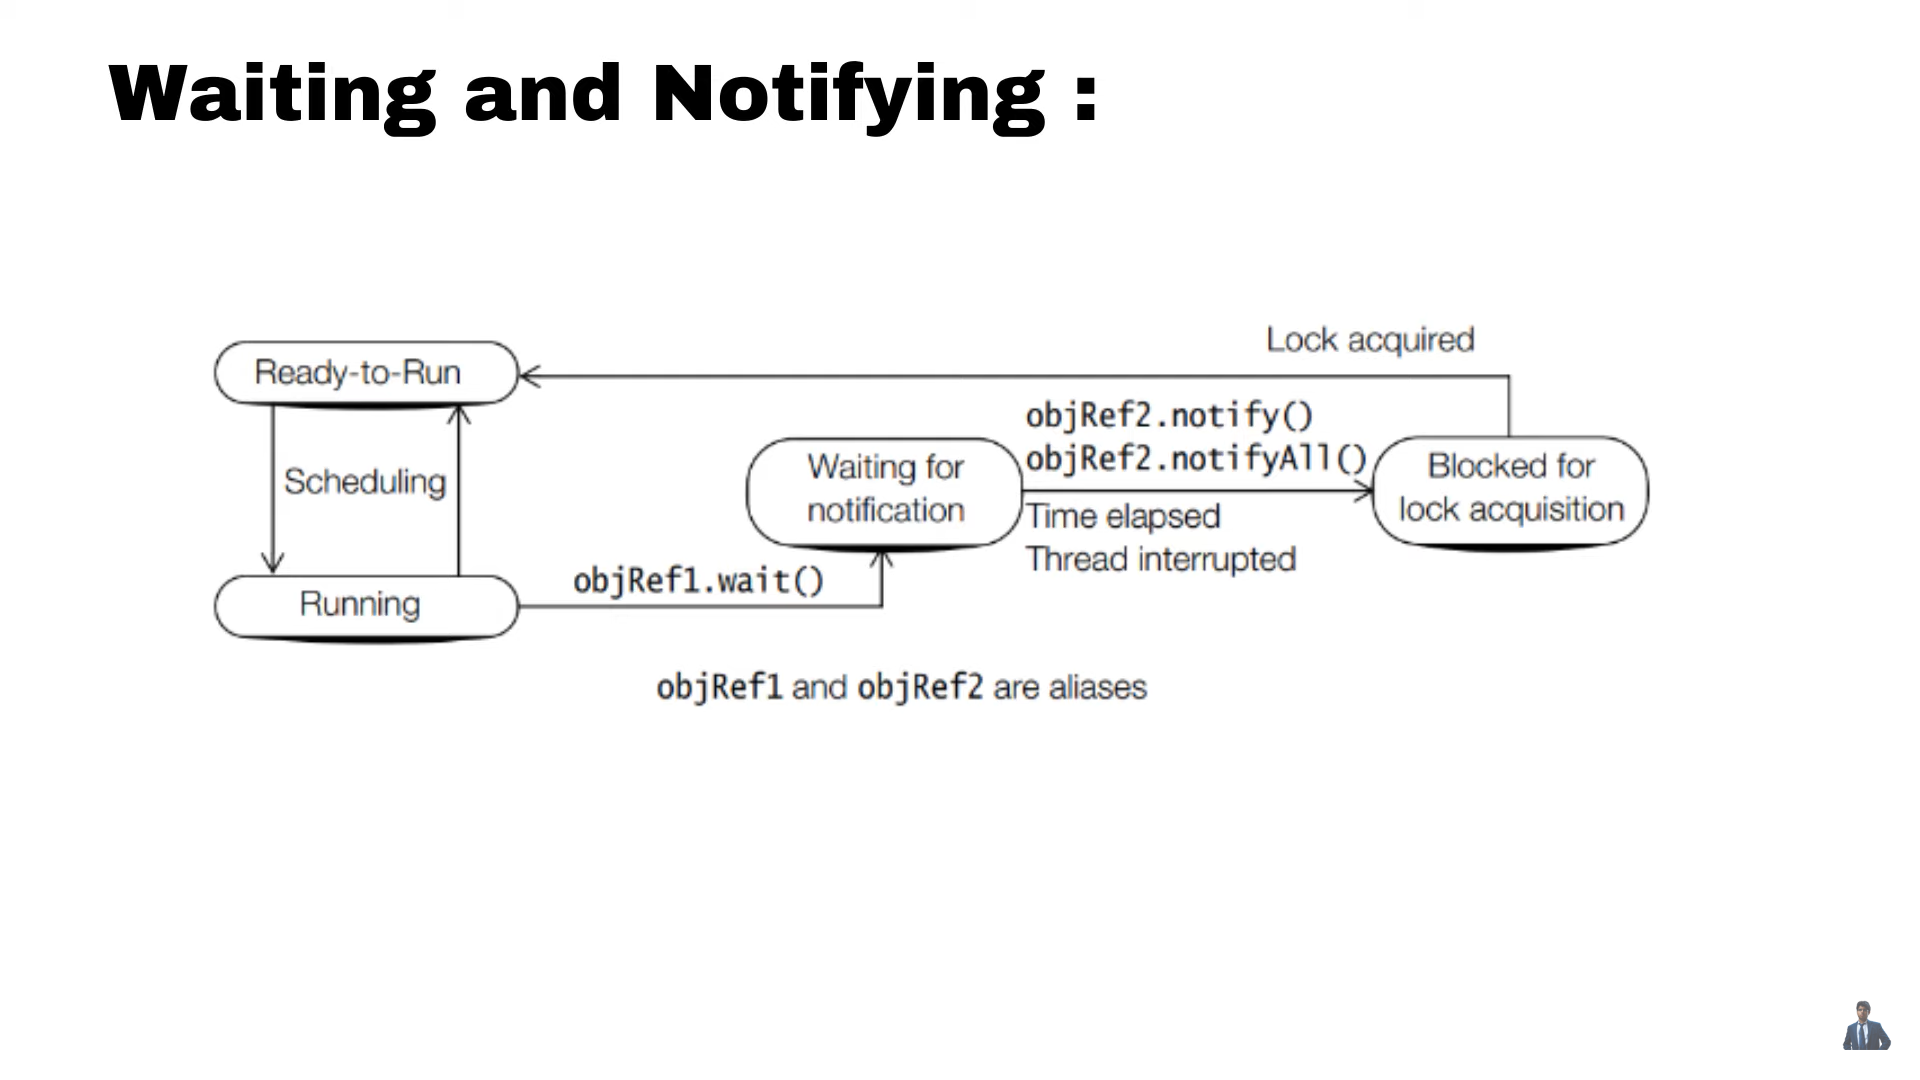 Waiting and Notifying :
Lock acquired
Ready-to-Run
objRef2.notify()
objRef2.notifyAll()
Waiting for
notification
Blocked for
lock acquisition
Scheduling
Time elapsed
Thread interrupted
objRef1.wait()
Running
objRef1 and objRef2 are aliases